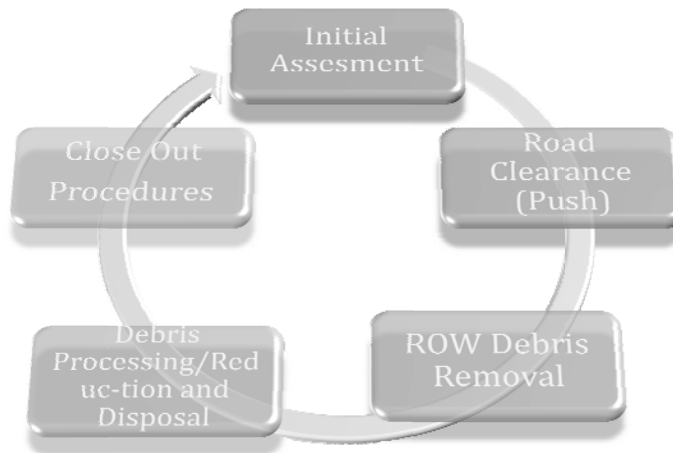 Initial
Assesment
Road
Clearance
(Push)
ROW Debris
Removal
Debris
Processing/Red
uc-tion and
Disposal
Close Out
Procedures